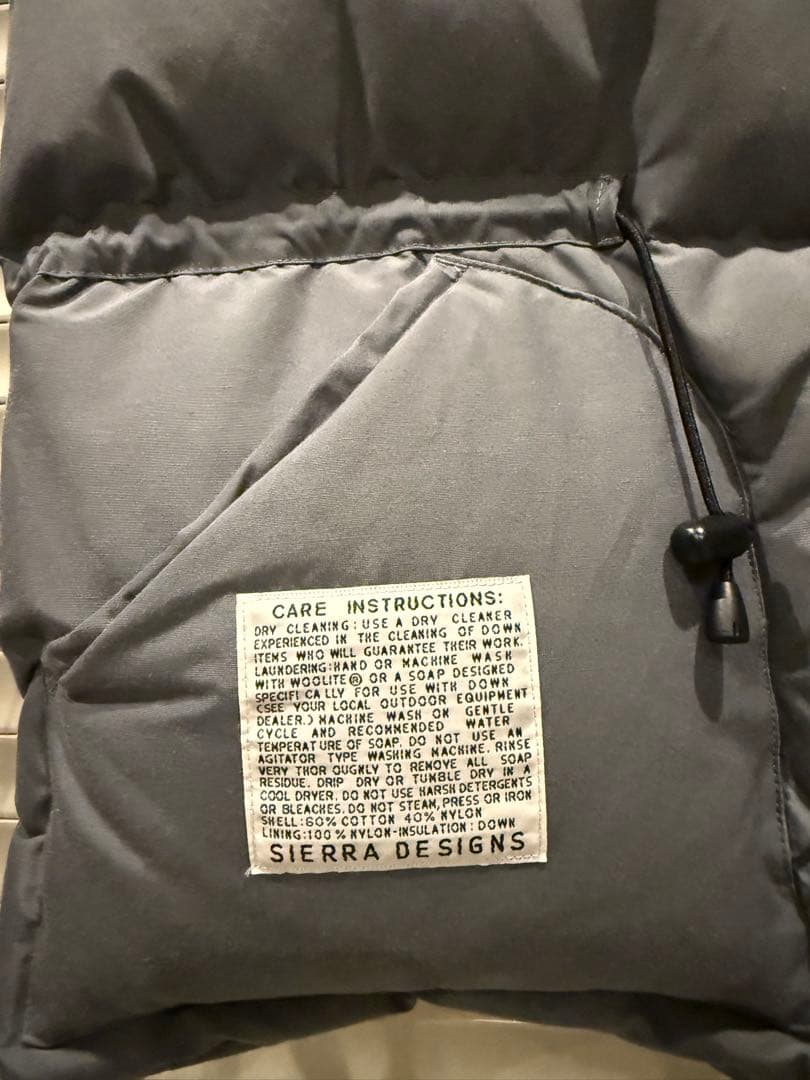 CARE INSTRUCTIONS:
DRY CLEANING: USE A DRY CLEANER
EXPERIENCED IN THE CLEANING OF DOWN
ITEMS WHO WILL GUARANTEE THEIR WORK.
LAUNDERING:HAND OR MACHINE WASH
WITH WOOLITE® OR A SOAP DESIGNED
SPECIFI CA LLY FOR USE WITH DOWN
CSEE YOUR LOCAL OUTDOOR EQUIPMENT
DEALER.) MACHINE WASH ON GENTLE
CYCLE AND RECOMMENDED WATER
TEMPERATURE OF SOAP. DO NOT USE AN
AGITATOR TYPE WASHING MACHINE. RINSE
VERY THOR OUGNLY TO REMOVE ALL SOAP
RESIDUE. DRIP DRY OR TUMBLE DRY IN A
COOL DRYER. DO NOT USE HARSH DETERGENTS
OR BLEACHES. DO NOT STEAM, PRESS OR IRON
SHELL:60% COTTON 40% NYLON
LINING:100% NYLON-INSULATION: DOWN
SIERRA DESIGNS